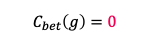 C_bet(g) = 0